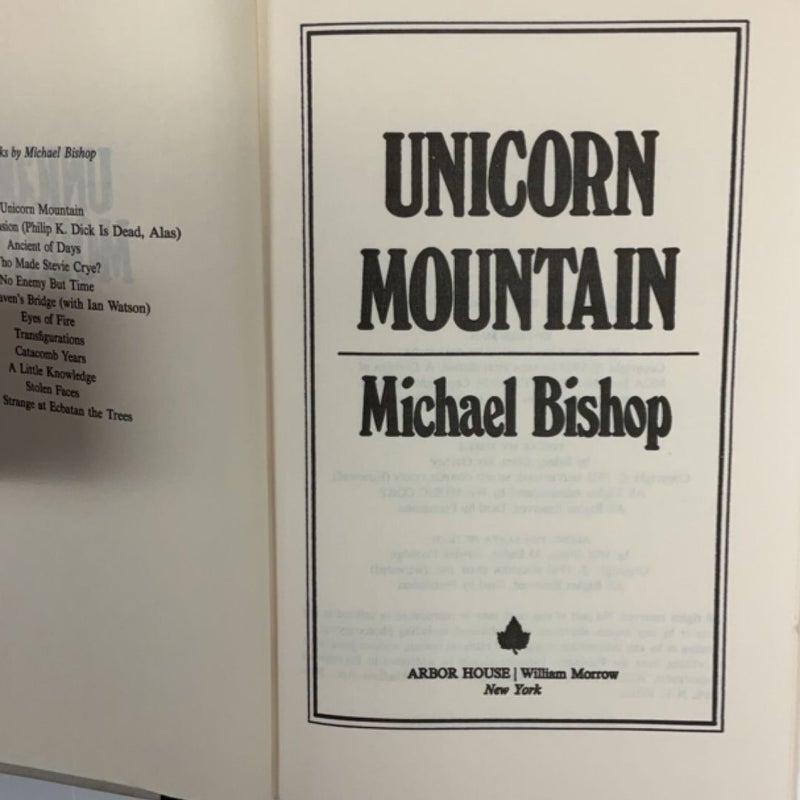 ks by Michael Bishop
Unicorn Mountain
sion (Philip K. Dick Is Dead, Alas)
Ancient of Days
ho Made Stevie Crye?
No Enemy But Time
aven's Bridge (with Ian Watson)
Eyes of Fire
Transfigurations
Catacomb Years
A Little Knowledge
Stolen Faces
Strange at Ecbatan the Trees
UNICORN
MOUNTAIN
Michael Bishop
ARBOR HOUSE | William Morrow
New York